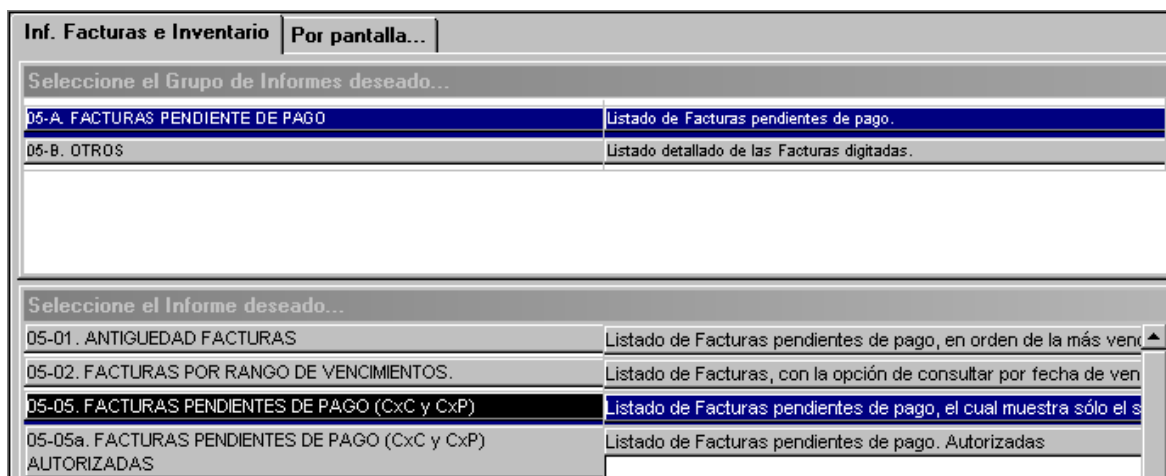 Inf. Facturas e Inventario Por pantalla...
Seleccione el Grupo de Informes deseado...
05-A. FACTURAS PENDIENTE DE PAGO Listado de Facturas pendientes de pago.
05-B. OTROS Listado detallado de las Facturas digitadas.
Seleccione el Informe deseado...
05-01. ANTIGUEDAD FACTURAS Listado de Facturas pendientes de pago, en orden de la más venc
05-02. FACTURAS POR RANGO DE VENCIMIENTOS. Listado de Facturas, con la opción de consultar por fecha de ven
05-05. FACTURAS PENDIENTES DE PAGO (CxC y CxP) Listado de Facturas pendientes de pago, el cual muestra sólo el s
05-05a. FACTURAS PENDIENTES DE PAGO (CxC y CxP) Listado de Facturas pendientes de pago. Autorizadas
AUTORIZADAS